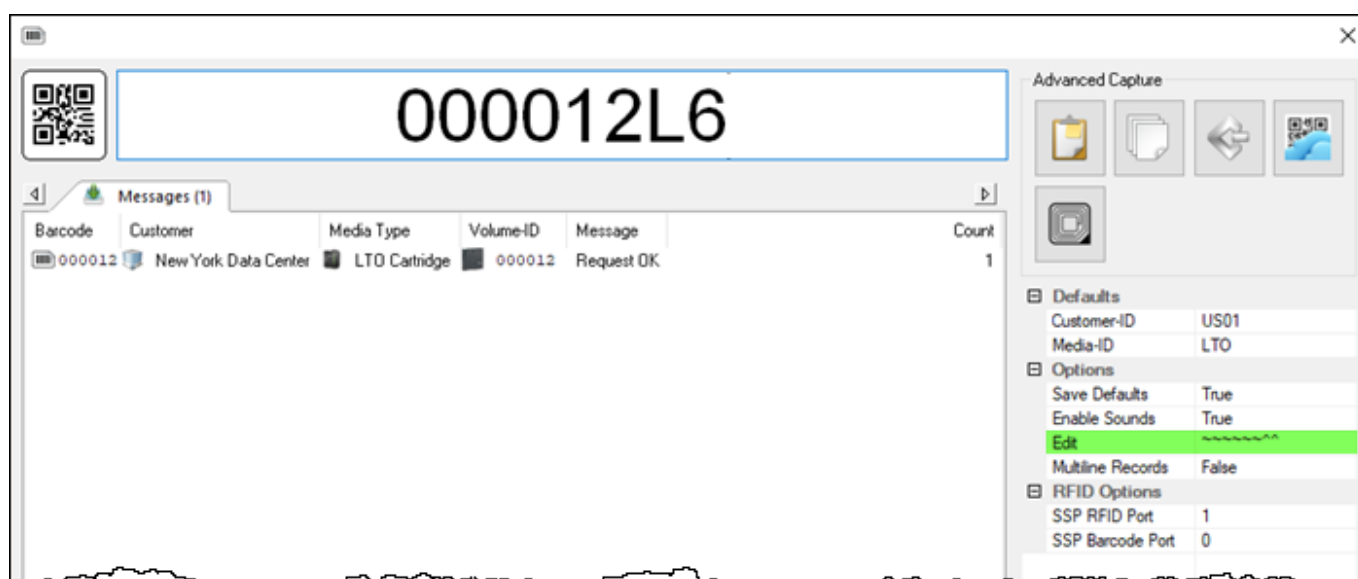 000012L6
Messages (1)
Barcode Customer Media Type Volume-ID Message Count
000012 New York Data Center LTO Cartridge 000012 Request OK 1
Advanced Capture
Defaults
Customer-ID US01
Media-ID LTO
Options
Save Defaults True
Enable Sounds True
Edit ~~~~~~^^
Multiline Records False
RFID Options
SSP RFID Port 1
SSP Barcode Port 0